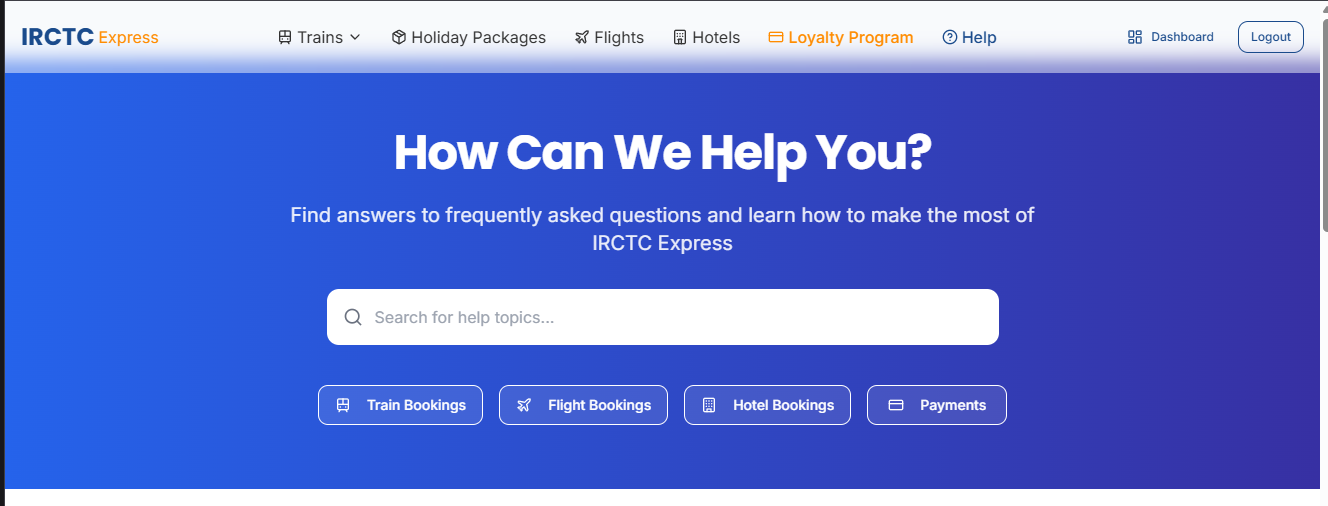 IRCTC Express
Trains
Holiday Packages
Flights
Hotels
Loyalty Program
Help
Dashboard
Logout
How Can We Help You?
Find answers to frequently asked questions and learn how to make the most of
IRCTC Express
Search for help topics...
Train Bookings
Flight Bookings
Hotel Bookings
Payments